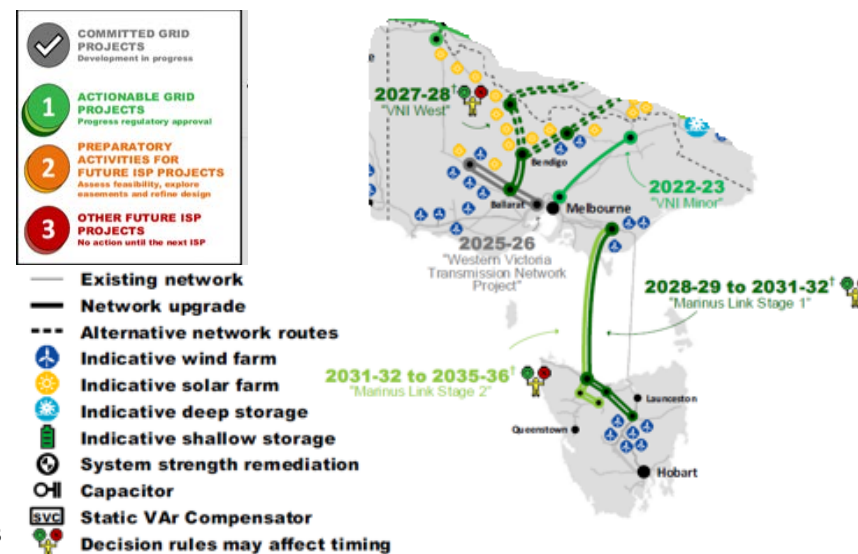 COMMITTED GRID
PROJECTS
Development in progress
1
ACTIONABLE GRID
PROJECTS
Progress regulatory approval
2
PREPARATORY
ACTIVITIES FOR
FUTURE ISP PROJECTS
Assess feasibility, explore
easements and refine design
3
OTHER FUTURE ISP
PROJECTS
No action until the next ISP
Existing network
Network upgrade
Alternative network routes
Indicative wind farm
Indicative solar farm
Indicative deep storage
Indicative shallow storage
System strength remediation
Capacitor
SVC Static VAr Compensator
Decision rules may affect timing
2027-28†
"VNI West"
Bendigo
Ballarat
Melbourne
2022-23
"VNI Minor"
2025-26
"Western Victoria
Transmission Network
Project"
2028-29 to 2031-32†
"Marinus Link Stage 1"
2031-32 to 2035-36†
"Marinus Link Stage 2"
Launceston
Queenstown
Hobart